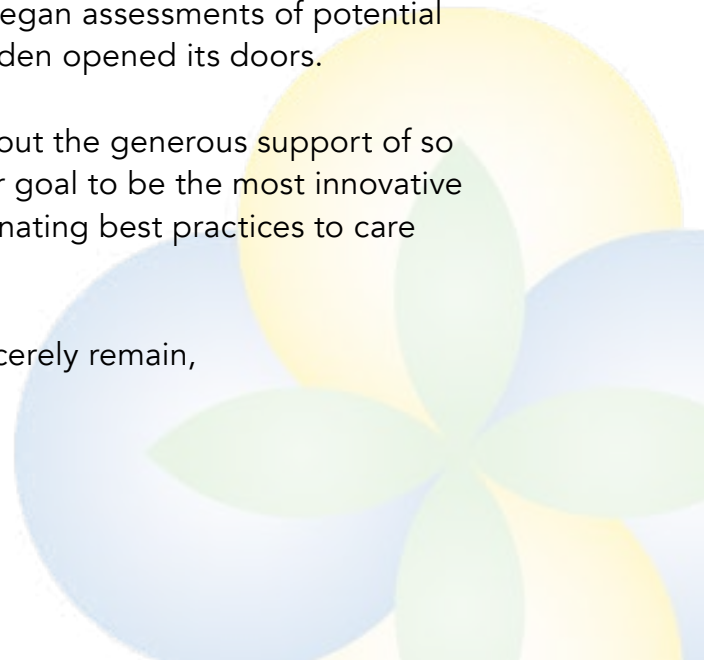 egan assessments of potential
den opened its doors.
out the generous support of so
r goal to be the most innovative
nating best practices to care
cerely remain,